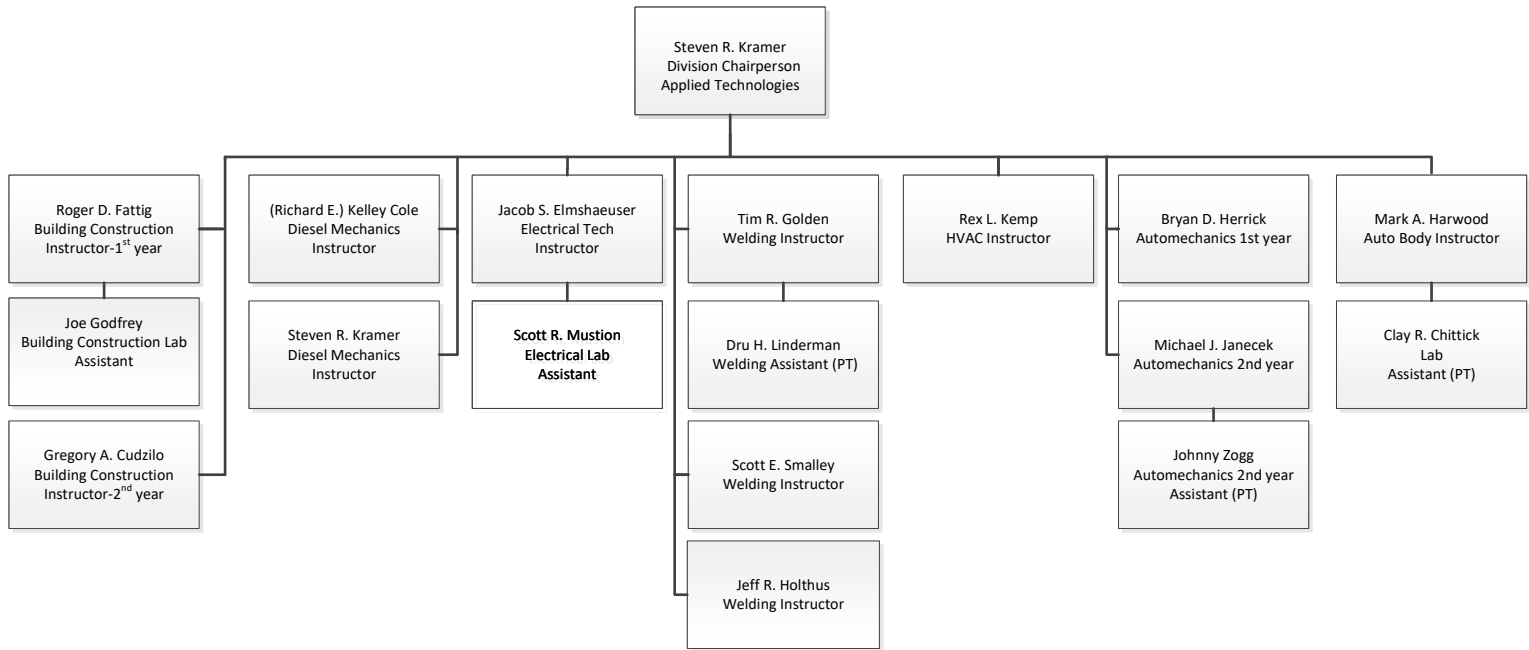 Steven R. Kramer
Division Chairperson
Applied Technologies
Roger D. Fattig
Building Construction
Instructor-1st year
Joe Godfrey
Building Construction Lab
Assistant
Gregory A. Cudzilo
Building Construction
Instructor-2nd year
(Richard E.) Kelley Cole
Diesel Mechanics
Instructor
Steven R. Kramer
Diesel Mechanics
Instructor
Jacob S. Elmshaeuser
Electrical Tech
Instructor
Scott R. Mustion
Electrical Lab
Assistant
Tim R. Golden
Welding Instructor
Dru H. Linderman
Welding Assistant (PT)
Scott E. Smalley
Welding Instructor
Jeff R. Holthus
Welding Instructor
Rex L. Kemp
HVAC Instructor
Bryan D. Herrick
Automechanics 1st year
Michael J. Janecek
Automechanics 2nd year
Johnny Zogg
Automechanics 2nd year
Assistant (PT)
Mark A. Harwood
Auto Body Instructor
Clay R. Chittick
Lab
Assistant (PT)